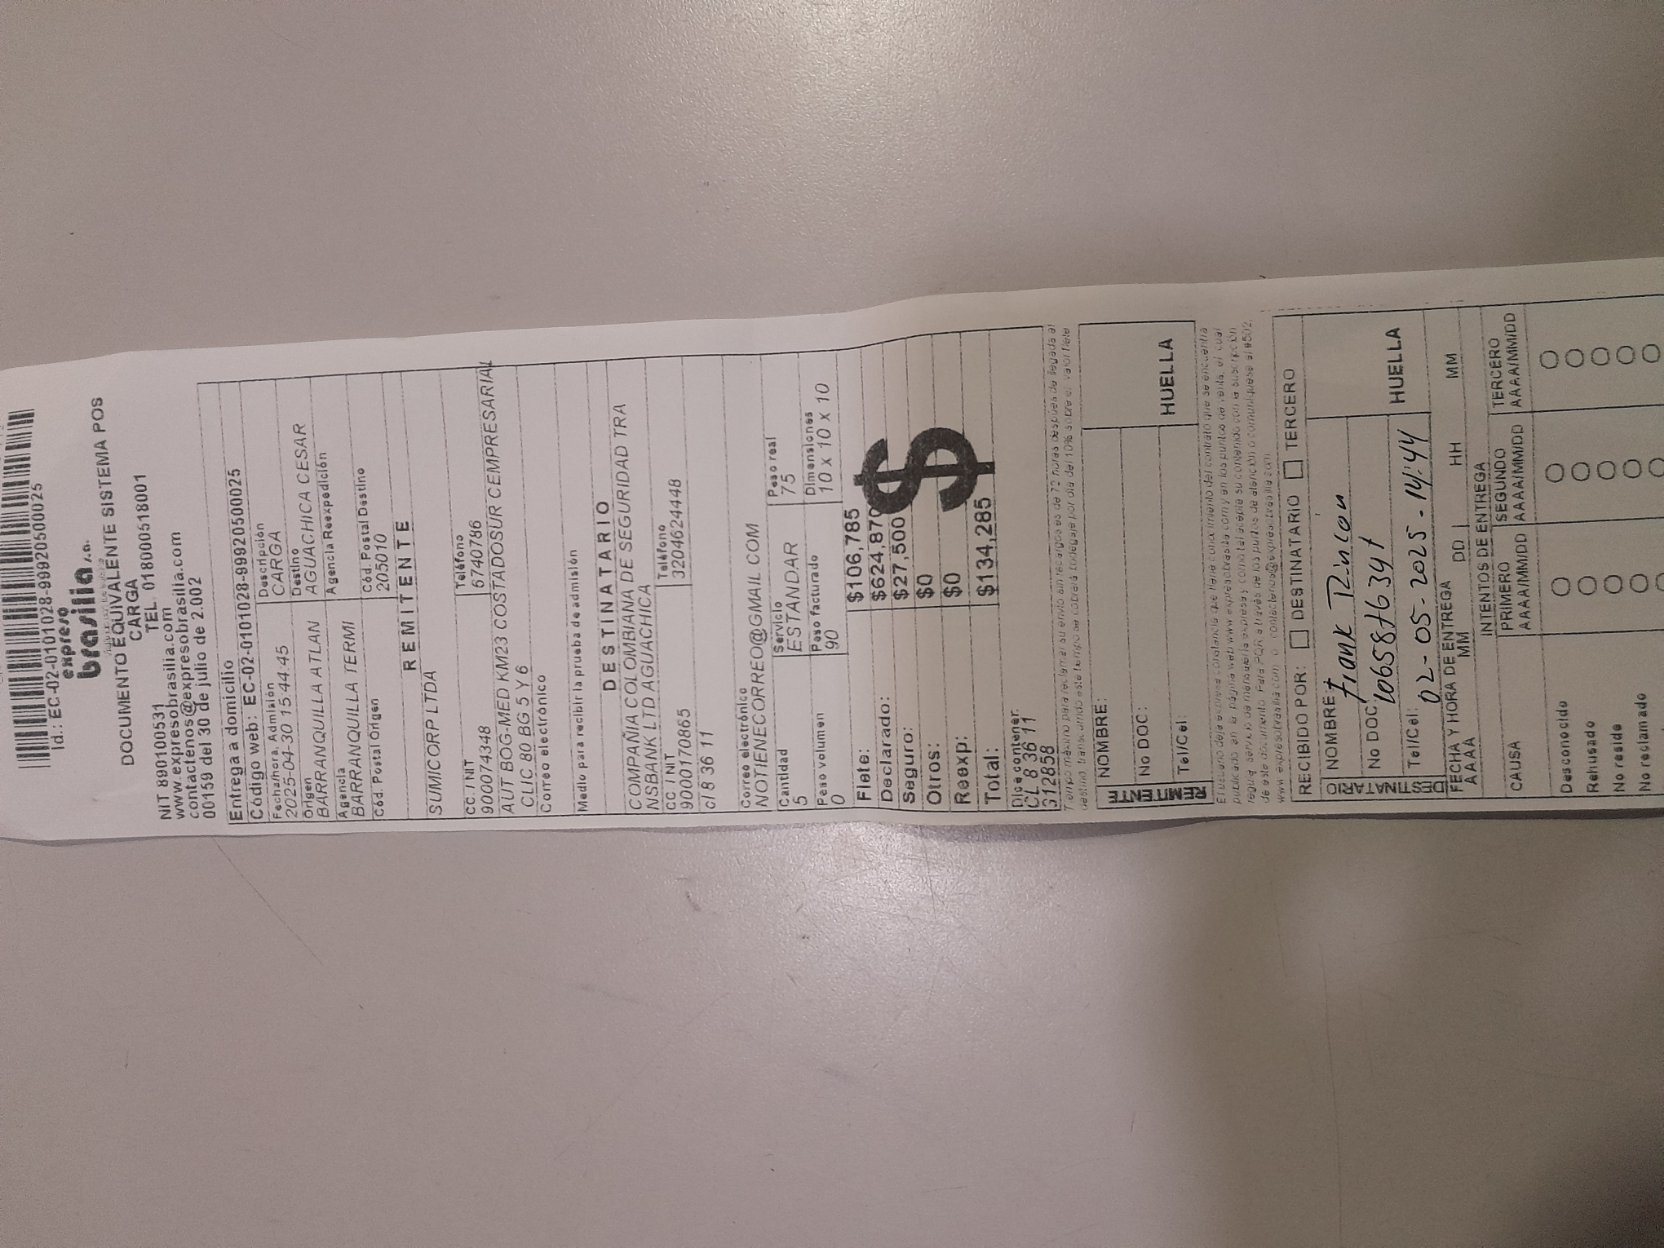 Id.: EC-02-0101028-99920500025
expreso
brasilia s.a.
DOCUMENTO EQUIVALENTE SISTEMA POS
CARGA
TEL. 018000518001
NIT 890100531
www.expresobrasilia.com
contactenos@expresobrasilia.com
00159 del 30 de julio de 2.002
Entrega a domicilio
Código web: EC-02-0101028-99920500025
Fecha/hora. Admisión Descripción
2025-04-30 15:44:45 CARGA
Origen Destino
BARRANQUILLA ATLAN AGUACHICA CESAR
Agencia Agencia Reexpedición
BARRANQUILLA TERMI
Cód. Postal Origen Cód. Postal Destino
205010
REMITENTE
SUMICORP LTDA
CC / NIT Teléfono
900074348 6740786
AUT BOG-MED KM23 COSTADOSUR CEMPRESARIAL
CLIC 80 BG 5 Y 6
Correo electrónico
Medio para recibir la prueba de admisión
DESTINATARIO
COMPAÑIA COLOMBIANA DE SEGURIDAD TRA
NSBANK LTD AGUACHICA
CC / NIT Teléfono
9000170865 3204624448
cl 8 36 11
Correo electrónico
NOTIENECORREO@GMAIL.COM
Cantidad Servicio Peso real
5 ESTANDAR 75
Peso volumen Peso facturado Dimensiones
0 90 10 x 10 x 10
Flete: $106,785
Declarado: $624,870
Seguro: $27,500
Otros: $0
Reexp: $0
Total: $134,285
$$
Dice contener:
CL 8 36 11
312858
REMITENTE
NOMBRE:
No DOC:
Tel/Cel:
HUELLA
RECIBIDO POR: DESTINATARIO TERCERO
DESTINATARIO
NOMBRE: Frank Rincon
No DOC:
Tel/Cel: 02-05-2025-14:44
HUELLA
FECHA Y HORA DE ENTREGA
AAAA MM DD HH MM
INTENTOS DE ENTREGA
CAUSA PRIMERO SEGUNDO TERCERO
AAAA/MM/DD AAAA/MM/DD AAAA/MM/DD
Desconocido
Rehusado
No reside
No reclamado